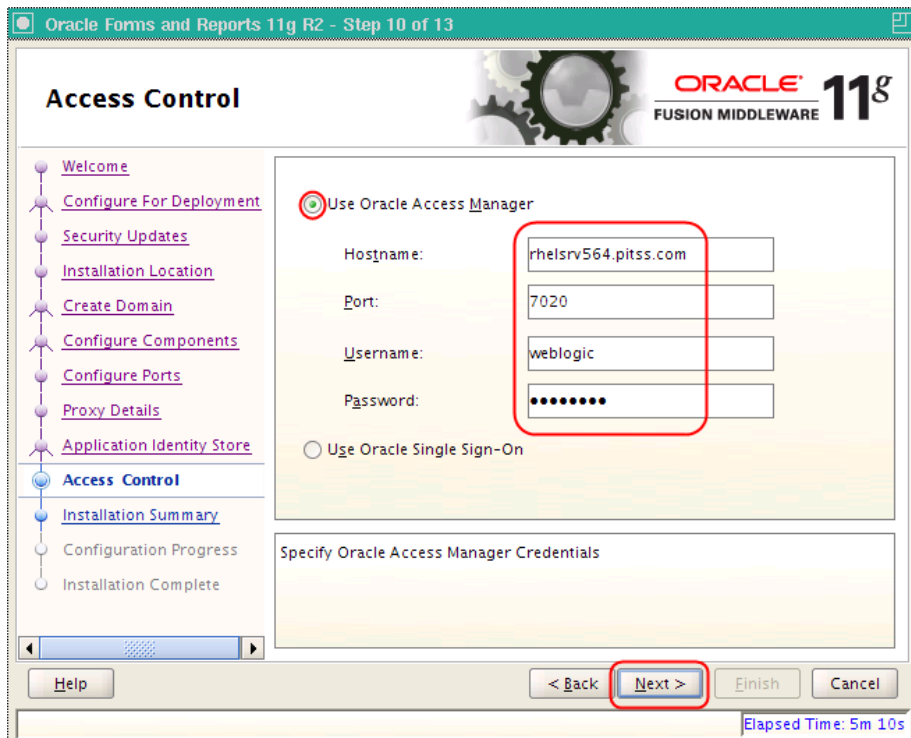 Oracle Forms and Reports 11g R2 - Step 10 of 13
Access Control
ORACLE
FUSION MIDDLEWARE
11g
Welcome
Configure For Deployment
Security Updates
Installation Location
Create Domain
Configure Components
Configure Ports
Proxy Details
Application Identity Store
Access Control
Installation Summary
Configuration Progress
Installation Complete
Use Oracle Access Manager
Hostname: rhelsrv564.pitss.com
Port: 7020
Username: weblogic
Password: ●●●●●●●●
Use Oracle Single Sign-On
Specify Oracle Access Manager Credentials
Help < Back Next > Finish Cancel
Elapsed Time: 5m 10s